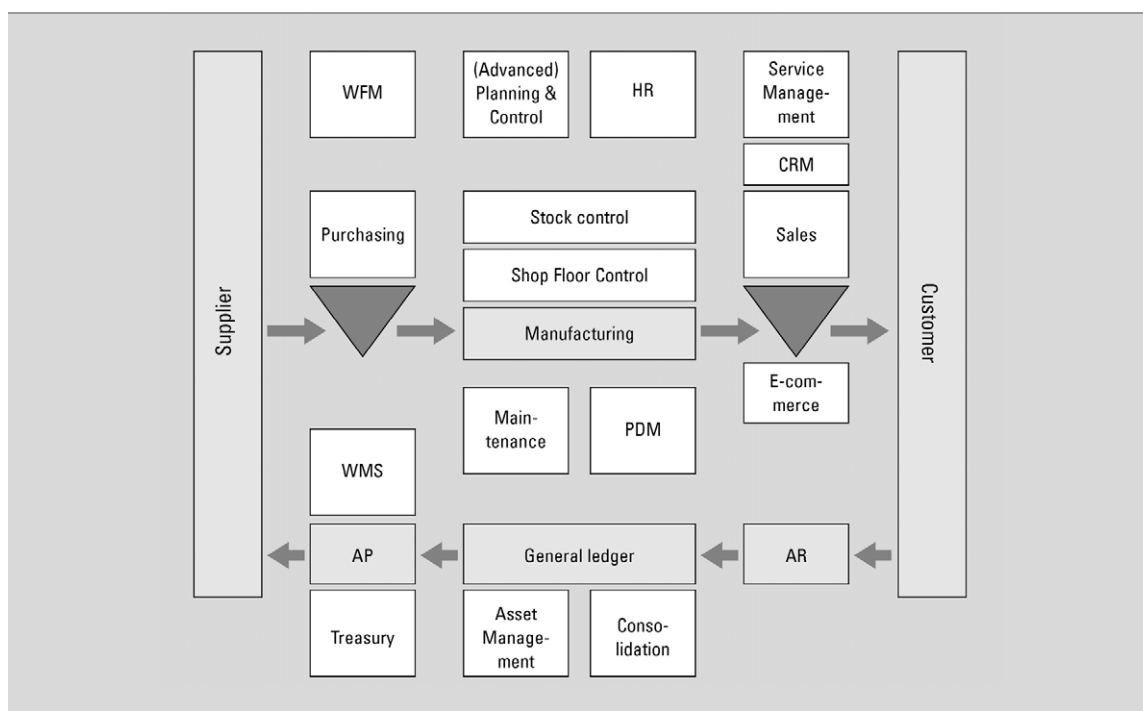 Supplier
WFM
(Advanced)
Planning &
Control
HR
Service
Manage-
ment
CRM
Purchasing
Stock control
Sales
Shop Floor Control
Manufacturing
Customer
E-com-
merce
Main-
tenance
PDM
WMS
AP
General ledger
AR
Treasury
Asset
Manage-
ment
Conso-
lidation